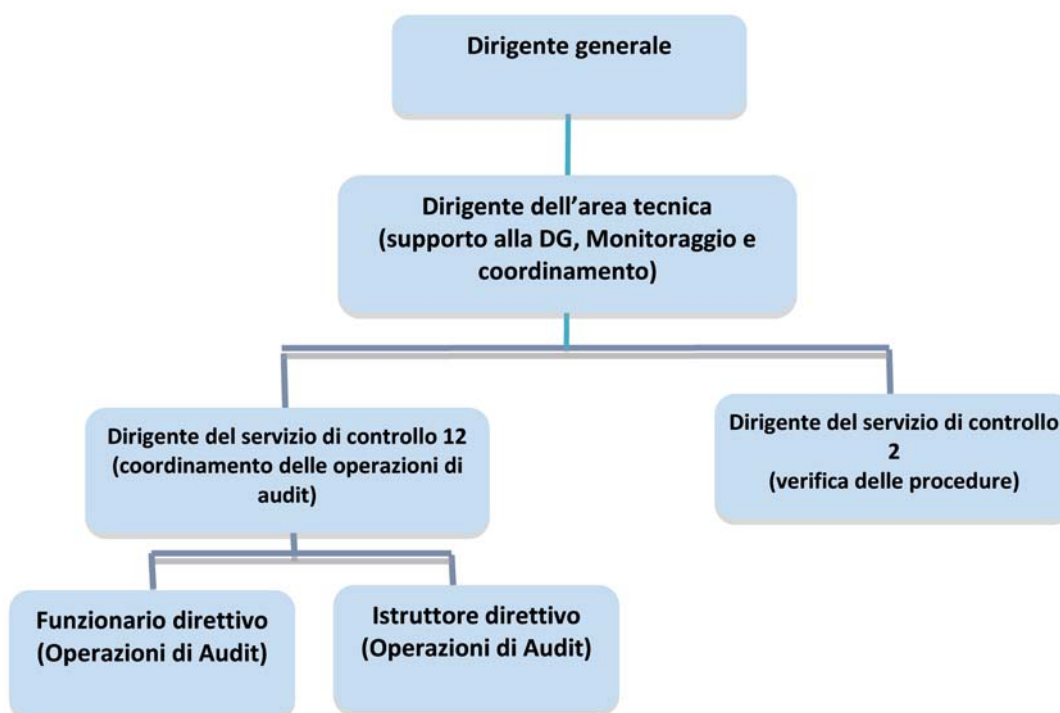 Dirigente generale
Dirigente dell’area tecnica
(supporto alla DG, Monitoraggio e
coordinamento)
Dirigente del servizio di controllo 12
(coordinamento delle operazioni di
audit)
Dirigente del servizio di controllo
2
(verifica delle procedure)
Funzionario direttivo
(Operazioni di Audit)
Istruttore direttivo
(Operazioni di Audit)